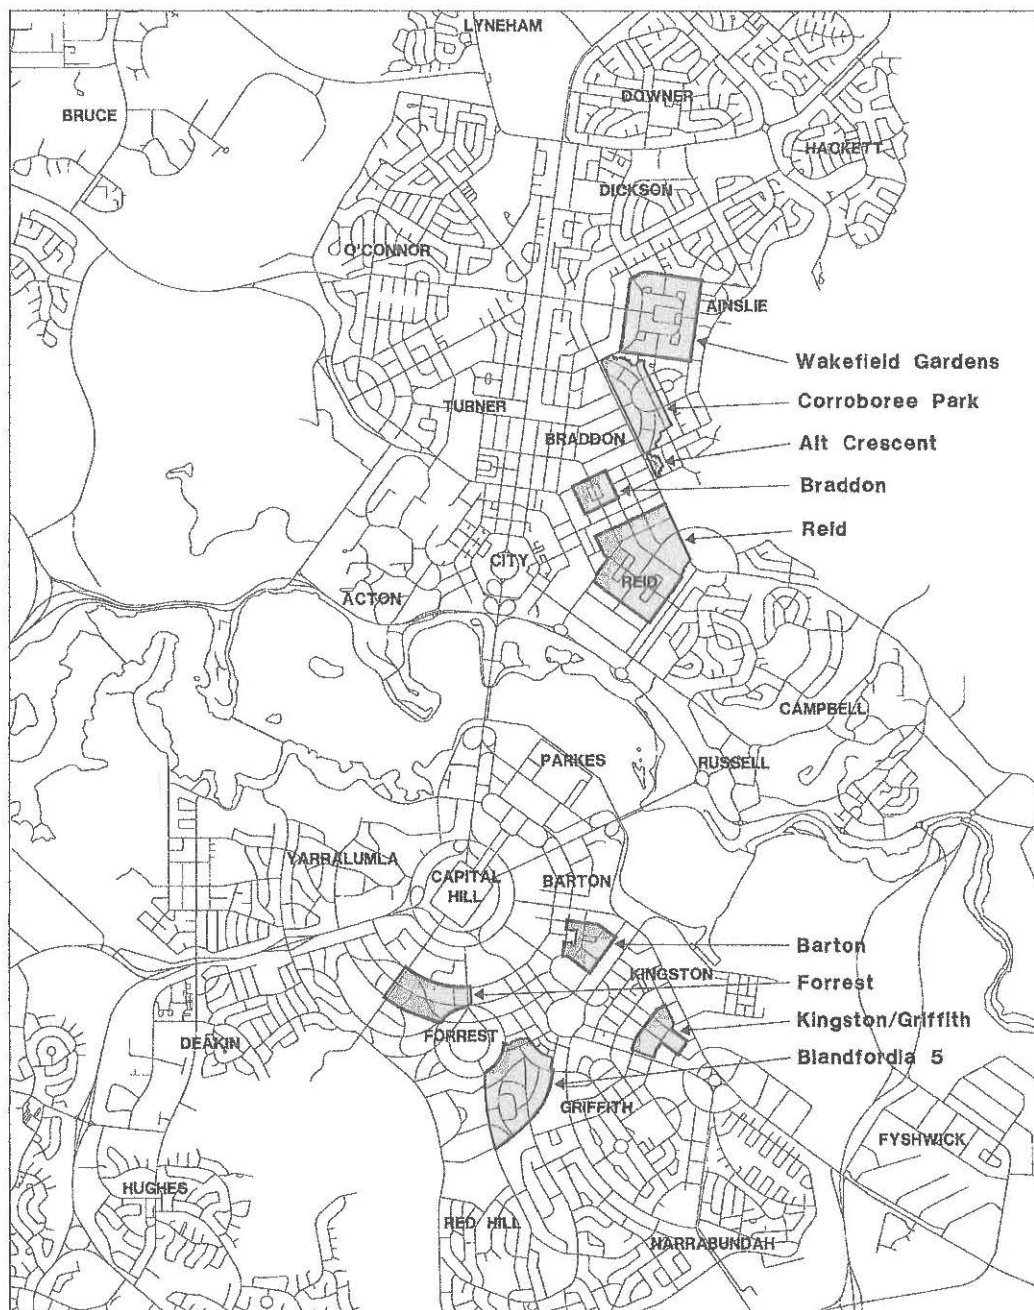 LYNEHAM
DOWNER
BRUCE
HACKETT
DICKSON
O'CONNOR
AINSLIE
Wakefield Gardens
Corroboree Park
TURNER
BRADDON
Alt Crescent
Braddon
Reid
CITY
REID
ACTON
CAMPBELL
PARKES
RUSSELL
YARRALUMLA
CAPITAL
HILL
BARTON
Barton
KINGSTON
Forrest
Kingston/Griffith
FORREST
DEAKIN
Blandfordia 5
GRIFFITH
FYSHWICK
HUGHES
RED HILL
NARRABUNDAH